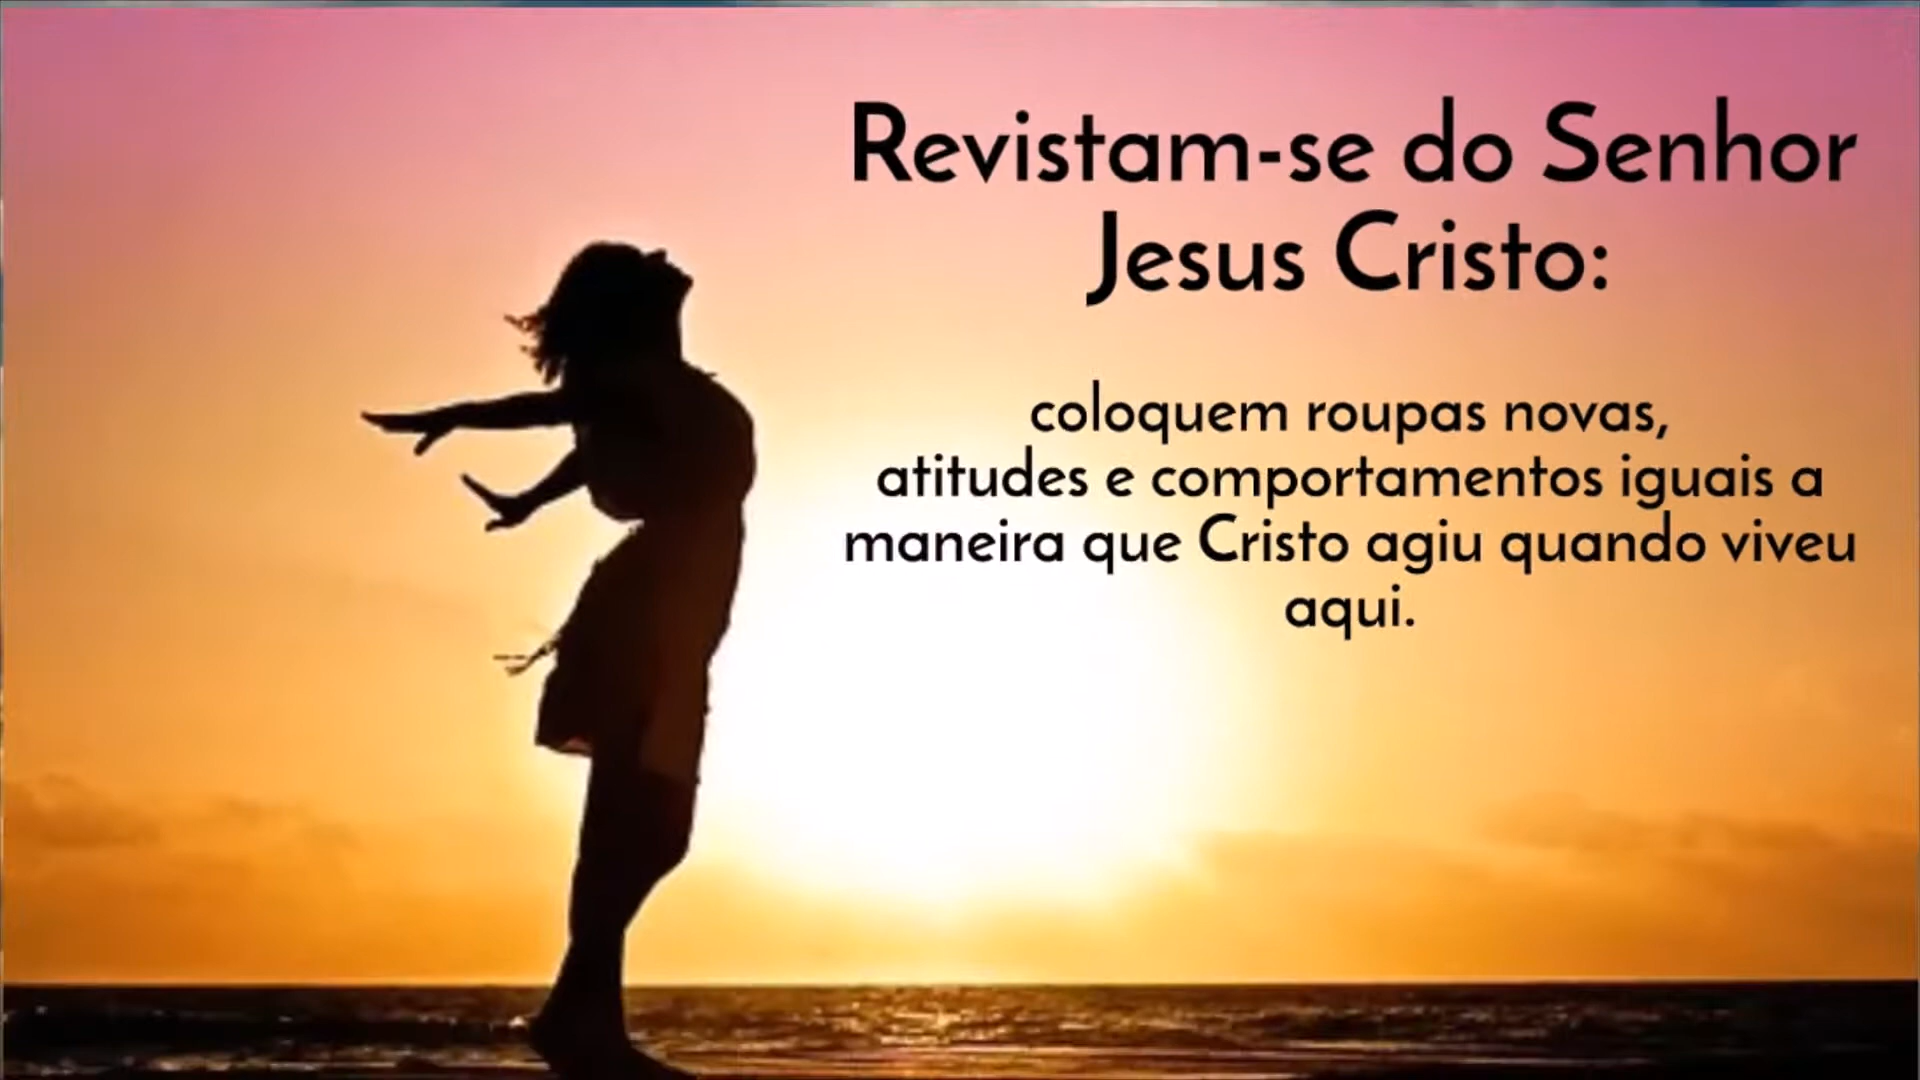 Revistam-se do Senhor
Jesus Cristo:
coloquem roupas novas,
atitudes e comportamentos iguais a
maneira que Cristo agiu quando viveu
aqui.